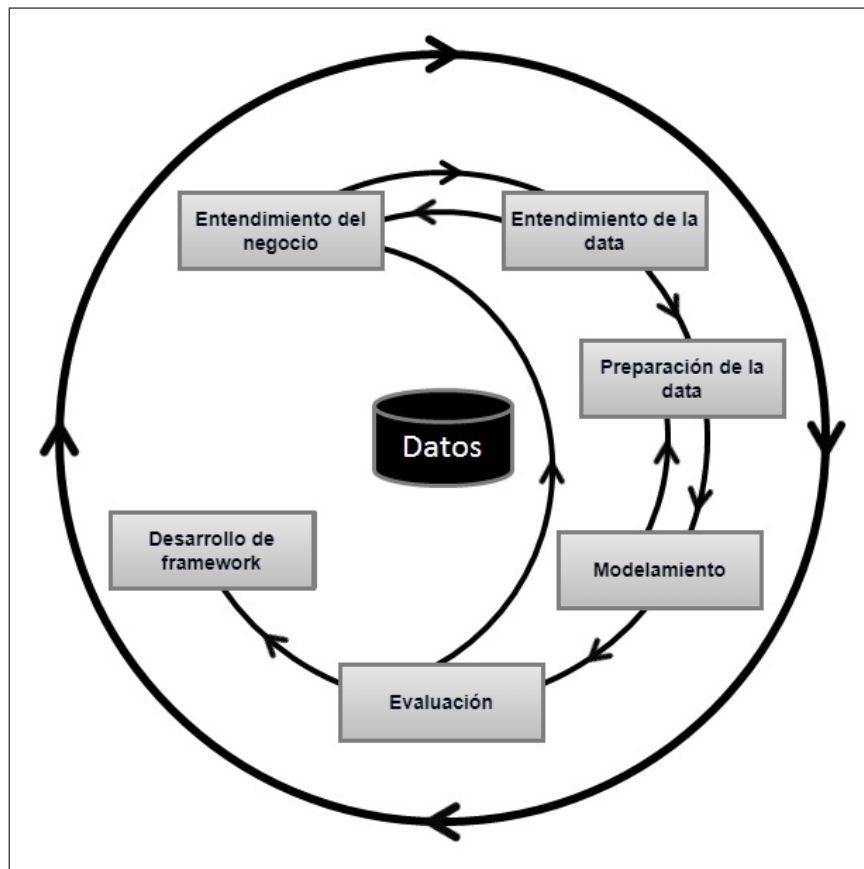 Entendimiento del
negocio
Entendimiento de la
data
Preparación de la
data
Datos
Desarrollo de
framework
Modelamiento
Evaluación